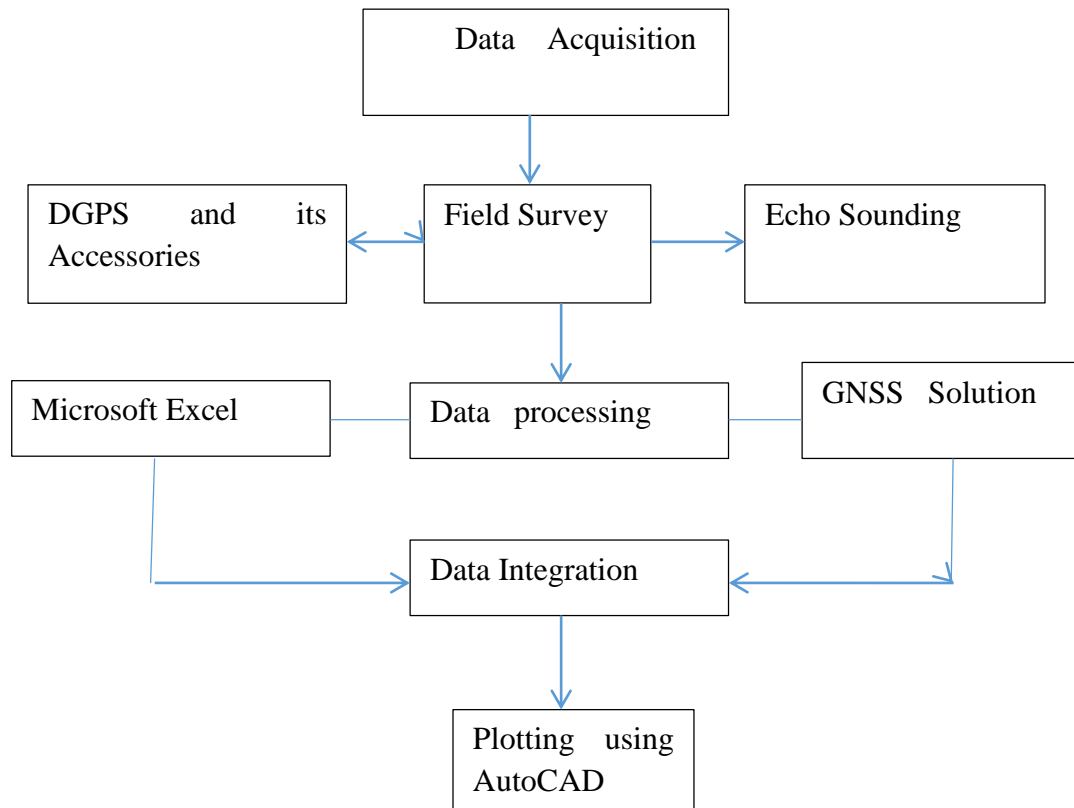 Data Acquisition
DGPS and its
Accessories
Field Survey
Echo Sounding
Microsoft Excel
Data processing
GNSS Solution
Data Integration
Plotting using
AutoCAD